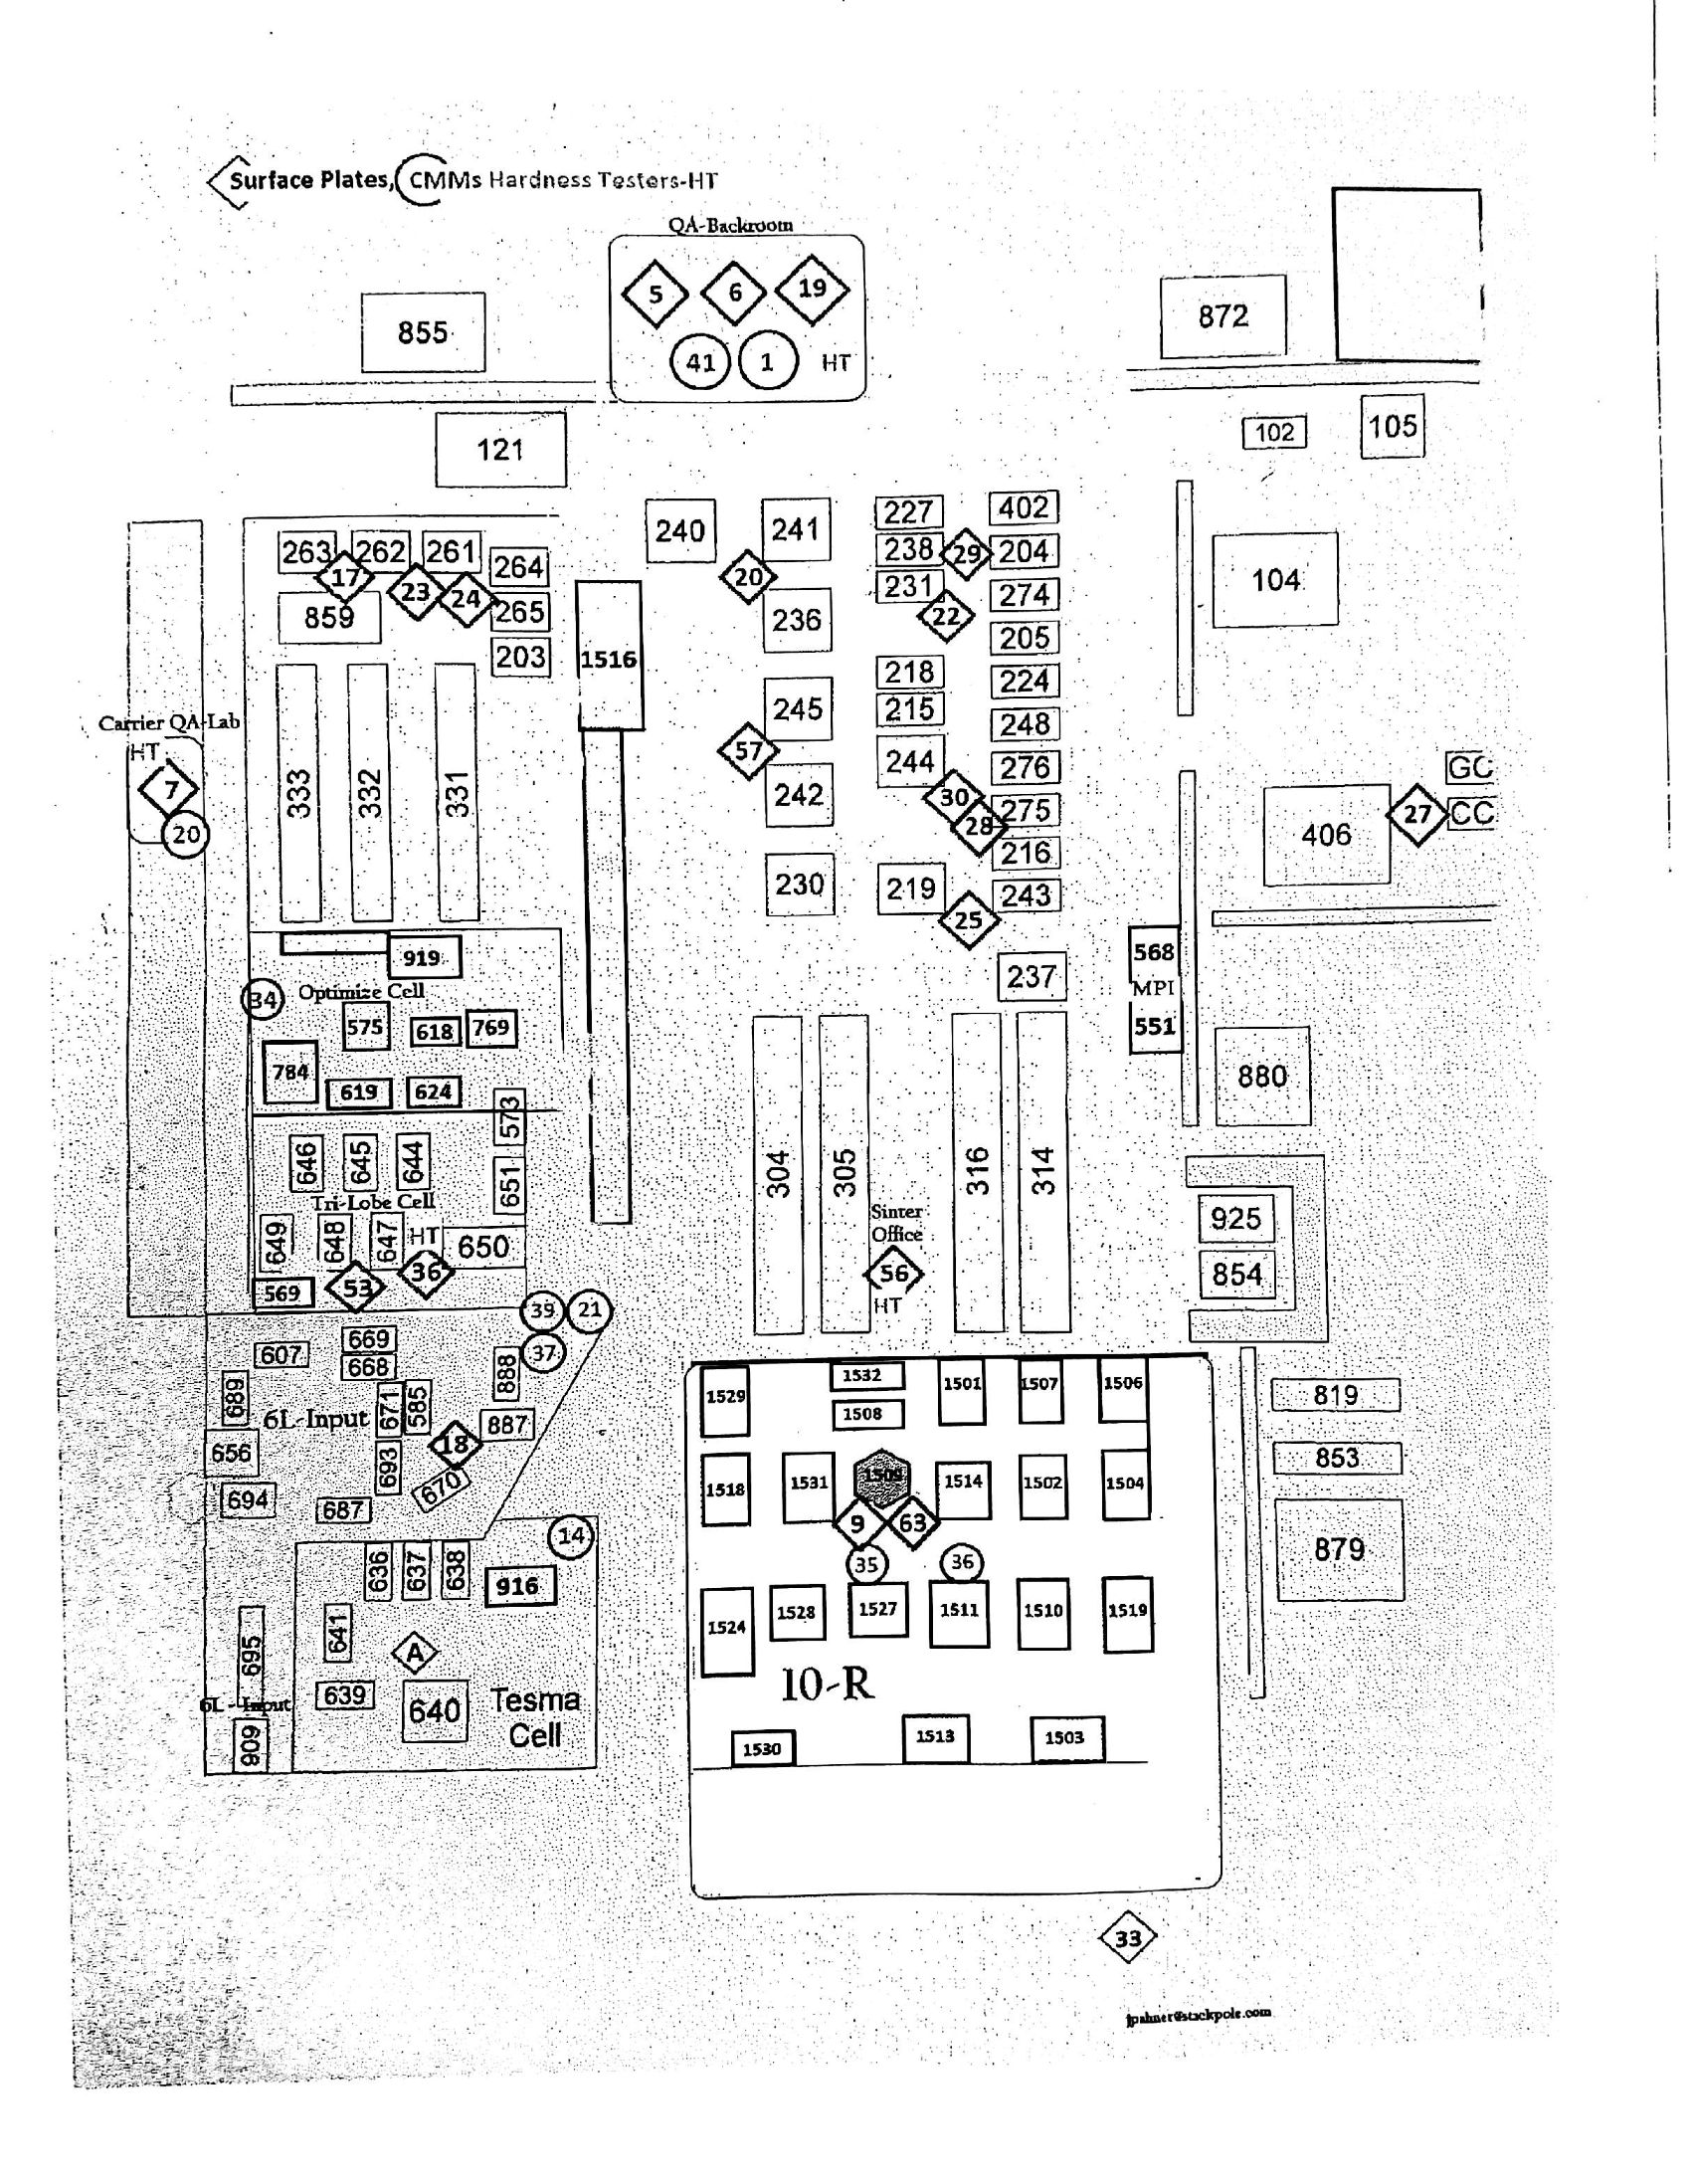 Surface Plates, CMMs Hardness Testers-HT
QA-Backroom
5 6 19
41 1 HT
855
872
121
102 105
240 241 227 402
263 262 261 264
238 29 204
17 23 24 20
231 274
104
859 265 22
236 205
203 1516
218 224
245 215 248
Carrier QA-Lab
HT
57 244 276
GC
7 333 332 331
242 30 275
27 CC
20 28
406
216
230 219 243
25
919
568
237
MPI
34 Optimize Cell
575 618 769
551
784
619 624
880
573
646 645 644
304 305 316 314
651
Tri-Lobe Cell
649 648 647 HT 650
Sinter
Office
925
36
56
854
569 53
HT
39 21
37
669
607
668
888
689 671 585
6L-Input
887
18
656
693
694 687 670
1529 1532 1501 1507 1506
1508
819
1518 1531 1509 1514 1502 1504
853
9 63
879
35 36
14
636 637 638 916
1524 1528 1527 1511 1510 1519
641
695
A
10-R
639 640 Tesma
Cell
6L - Input
609
1530 1513 1503
33
jpalmer@stackpole.com